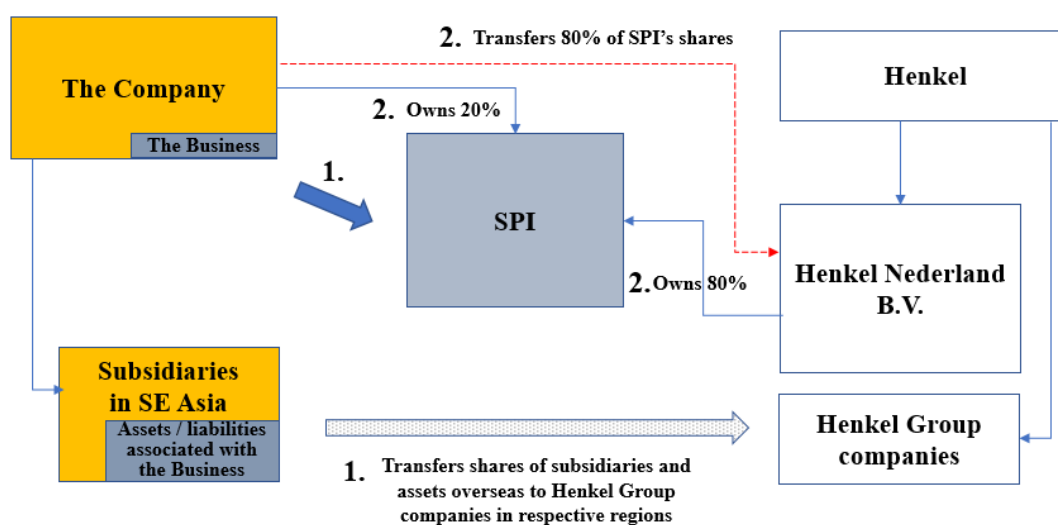 2. Transfers 80% of SPI's shares
The Company
The Business
Henkel
2. Owns 20%
1.
SPI
2. Owns 80%
Henkel Nederland
B.V.
Subsidiaries
in SE Asia
Assets / liabilities
associated with
the Business
Henkel Group
companies
1. Transfers shares of subsidiaries and
assets overseas to Henkel Group
companies in respective regions